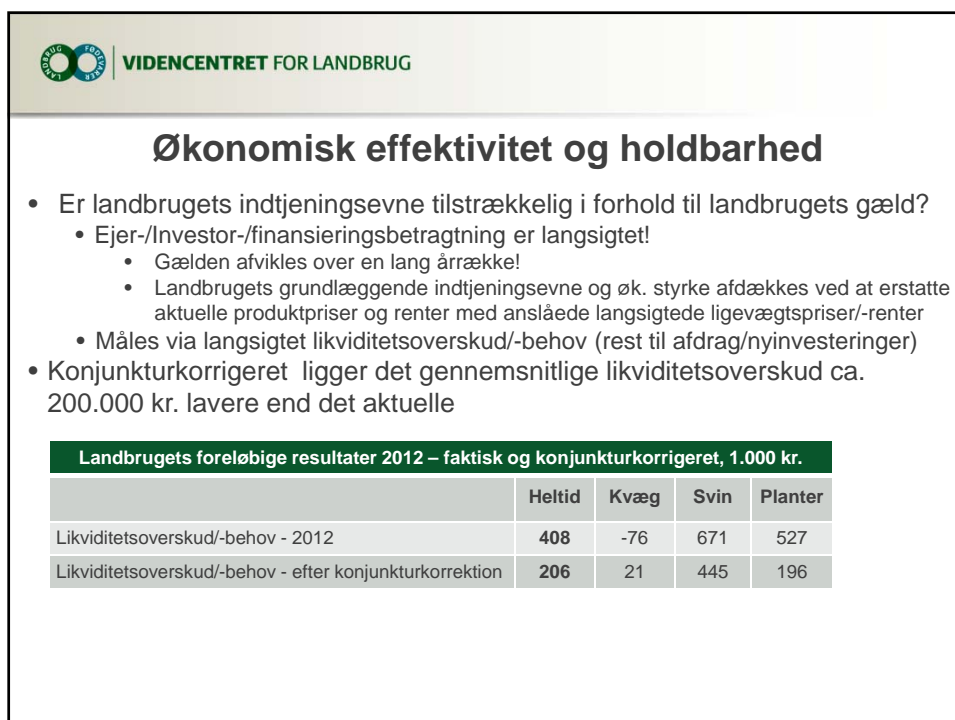 LANDBRUG FØDEVARER
VIDENCENTRET FOR LANDBRUG
Økonomisk effektivitet og holdbarhed
• Er landbrugets indtjeningsevne tilstrækkelig i forhold til landbrugets gæld?
• Ejer-/Investor-/finansieringsbetragtning er langsigtet!
• Gælden afvikles over en lang årrække!
• Landbrugets grundlæggende indtjeningsevne og øk. styrke afdækkes ved at erstatte
aktuelle produktpriser og renter med anslåede langsigtede ligevægtspriser/-renter
• Måles via langsigtet likviditetsoverskud/-behov (rest til afdrag/nyinvesteringer)
• Konjunkturkorrigeret ligger det gennemsnitlige likviditetsoverskud ca.
200.000 kr. lavere end det aktuelle
Landbrugets foreløbige resultater 2012 – faktisk og konjunkturkorrigeret, 1.000 kr.
Heltid Kvæg Svin Planter
Likviditetsoverskud/-behov - 2012 408 -76 671 527
Likviditetsoverskud/-behov - efter konjunkturkorrektion 206 21 445 196